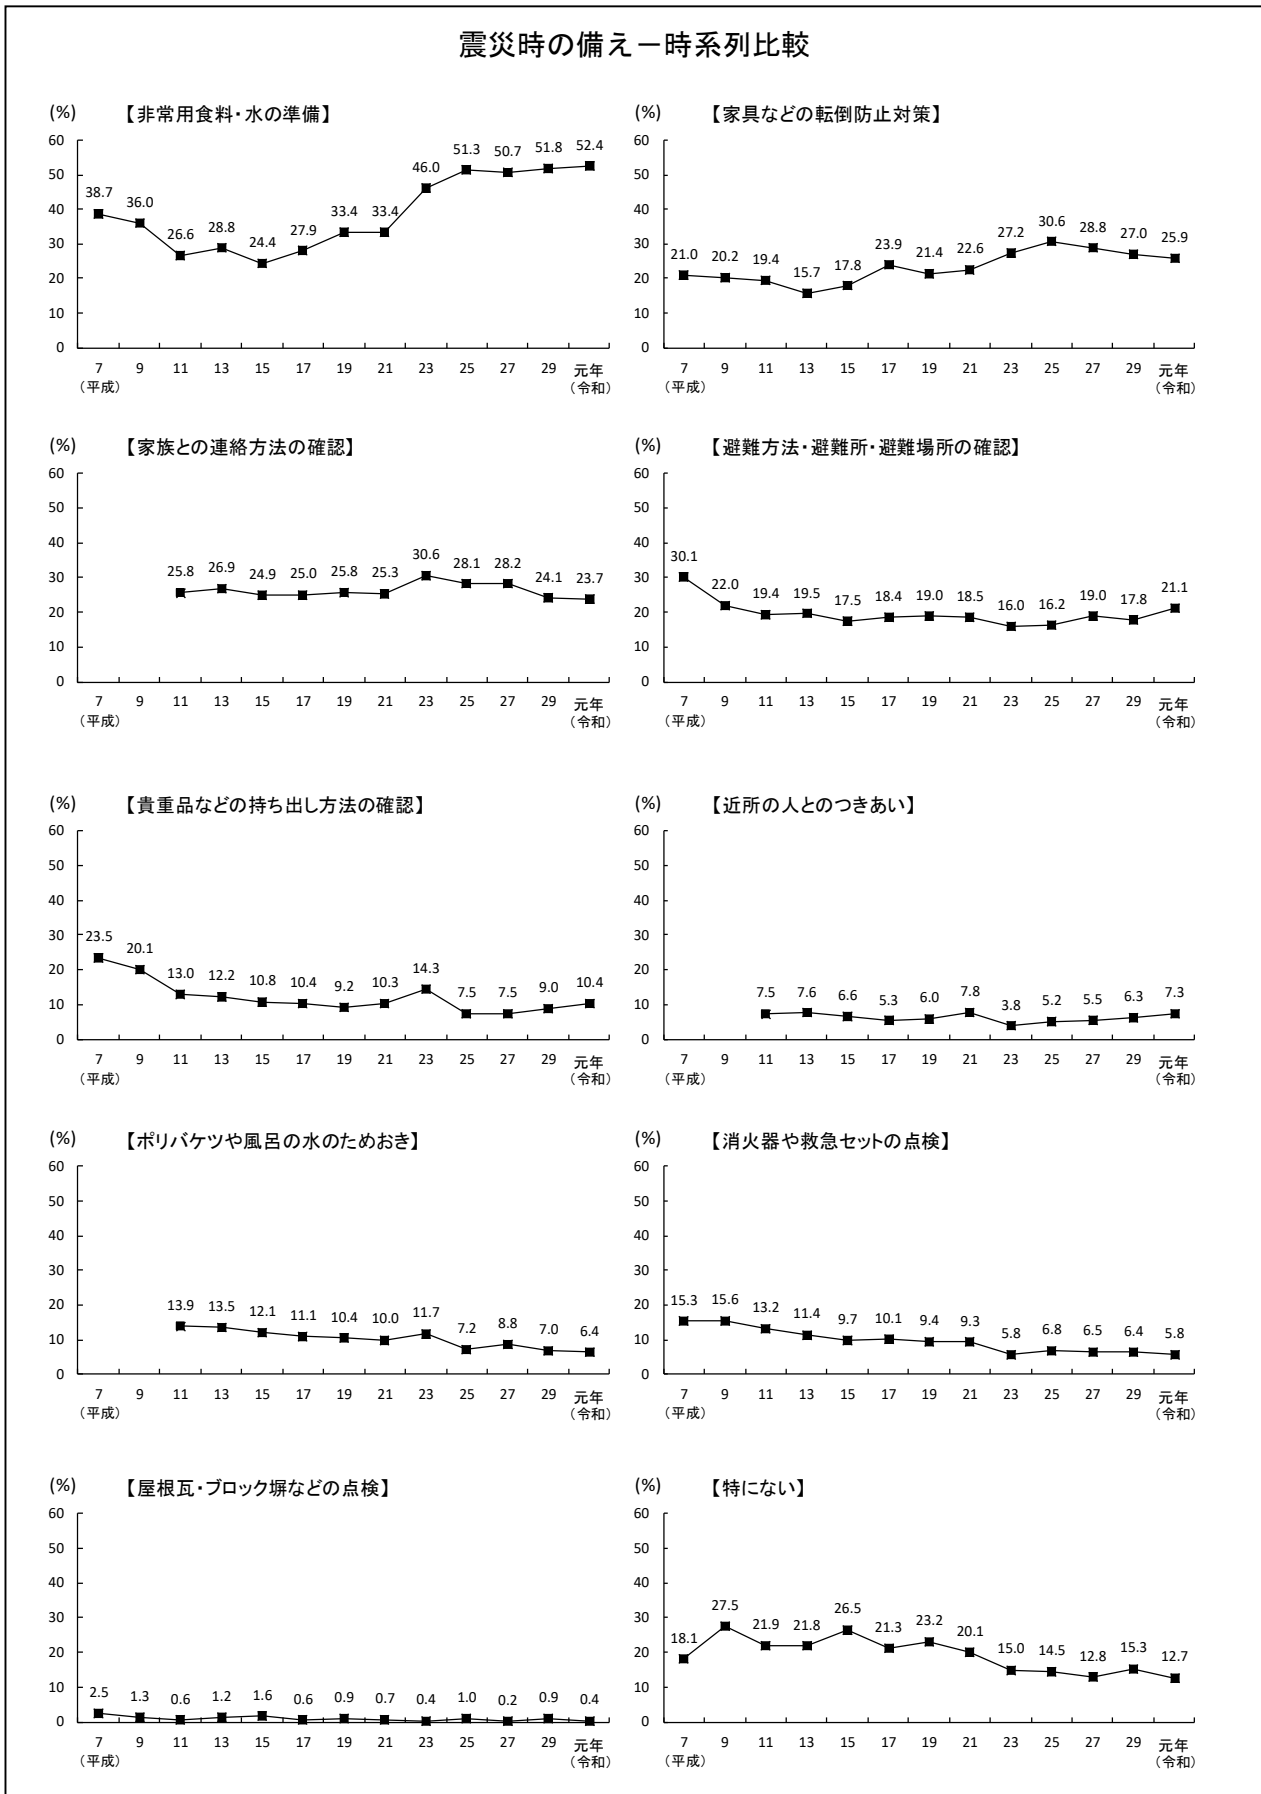 震災時の備え－時系列比較
(%) 【非常用食料・水の準備】
60
50
40
30
20
10
0
38.7 36.0 26.6 28.8 24.4 27.9 33.4 33.4 46.0 51.3 50.7 51.8 52.4
7 9 11 13 15 17 19 21 23 25 27 29 元年
（平成） （令和）
(%) 【家具などの転倒防止対策】
60
50
40
30
20
10
0
21.0 20.2 19.4 15.7 17.8 23.9 21.4 22.6 27.2 30.6 28.8 27.0 25.9
7 9 11 13 15 17 19 21 23 25 27 29 元年
（平成） （令和）
(%) 【家族との連絡方法の確認】
60
50
40
30
20
10
0
25.8 26.9 24.9 25.0 25.8 25.3 30.6 28.1 28.2 24.1 23.7
7 9 11 13 15 17 19 21 23 25 27 29 元年
（平成） （令和）
(%) 【避難方法・避難所・避難場所の確認】
60
50
40
30
20
10
0
30.1 22.0 19.4 19.5 17.5 18.4 19.0 18.5 16.0 16.2 19.0 17.8 21.1
7 9 11 13 15 17 19 21 23 25 27 29 元年
（平成） （令和）
(%) 【貴重品などの持ち出し方法の確認】
60
50
40
30
20
10
0
23.5 20.1 13.0 12.2 10.8 10.4 9.2 10.3 14.3 7.5 7.5 9.0 10.4
7 9 11 13 15 17 19 21 23 25 27 29 元年
（平成） （令和）
(%) 【近所の人とのつきあい】
60
50
40
30
20
10
0
7.5 7.6 6.6 5.3 6.0 7.8 3.8 5.2 5.5 6.3 7.3
7 9 11 13 15 17 19 21 23 25 27 29 元年
（平成） （令和）
(%) 【ポリバケツや風呂の水のためおき】
60
50
40
30
20
10
0
13.9 13.5 12.1 11.1 10.4 10.0 11.7 7.2 8.8 7.0 6.4
7 9 11 13 15 17 19 21 23 25 27 29 元年
（平成） （令和）
(%) 【消火器や救急セットの点検】
60
50
40
30
20
10
0
15.3 15.6 13.2 11.4 9.7 10.1 9.4 9.3 5.8 6.8 6.5 6.4 5.8
7 9 11 13 15 17 19 21 23 25 27 29 元年
（平成） （令和）
(%) 【屋根瓦・ブロック塀などの点検】
60
50
40
30
20
10
0
2.5 1.3 0.6 1.2 1.6 0.6 0.9 0.7 0.4 1.0 0.2 0.9 0.4
7 9 11 13 15 17 19 21 23 25 27 29 元年
（平成） （令和）
(%) 【特にない】
60
50
40
30
20
10
0
18.1 27.5 21.9 21.8 26.5 21.3 23.2 20.1 15.0 14.5 12.8 15.3 12.7
7 9 11 13 15 17 19 21 23 25 27 29 元年
（平成） （令和）